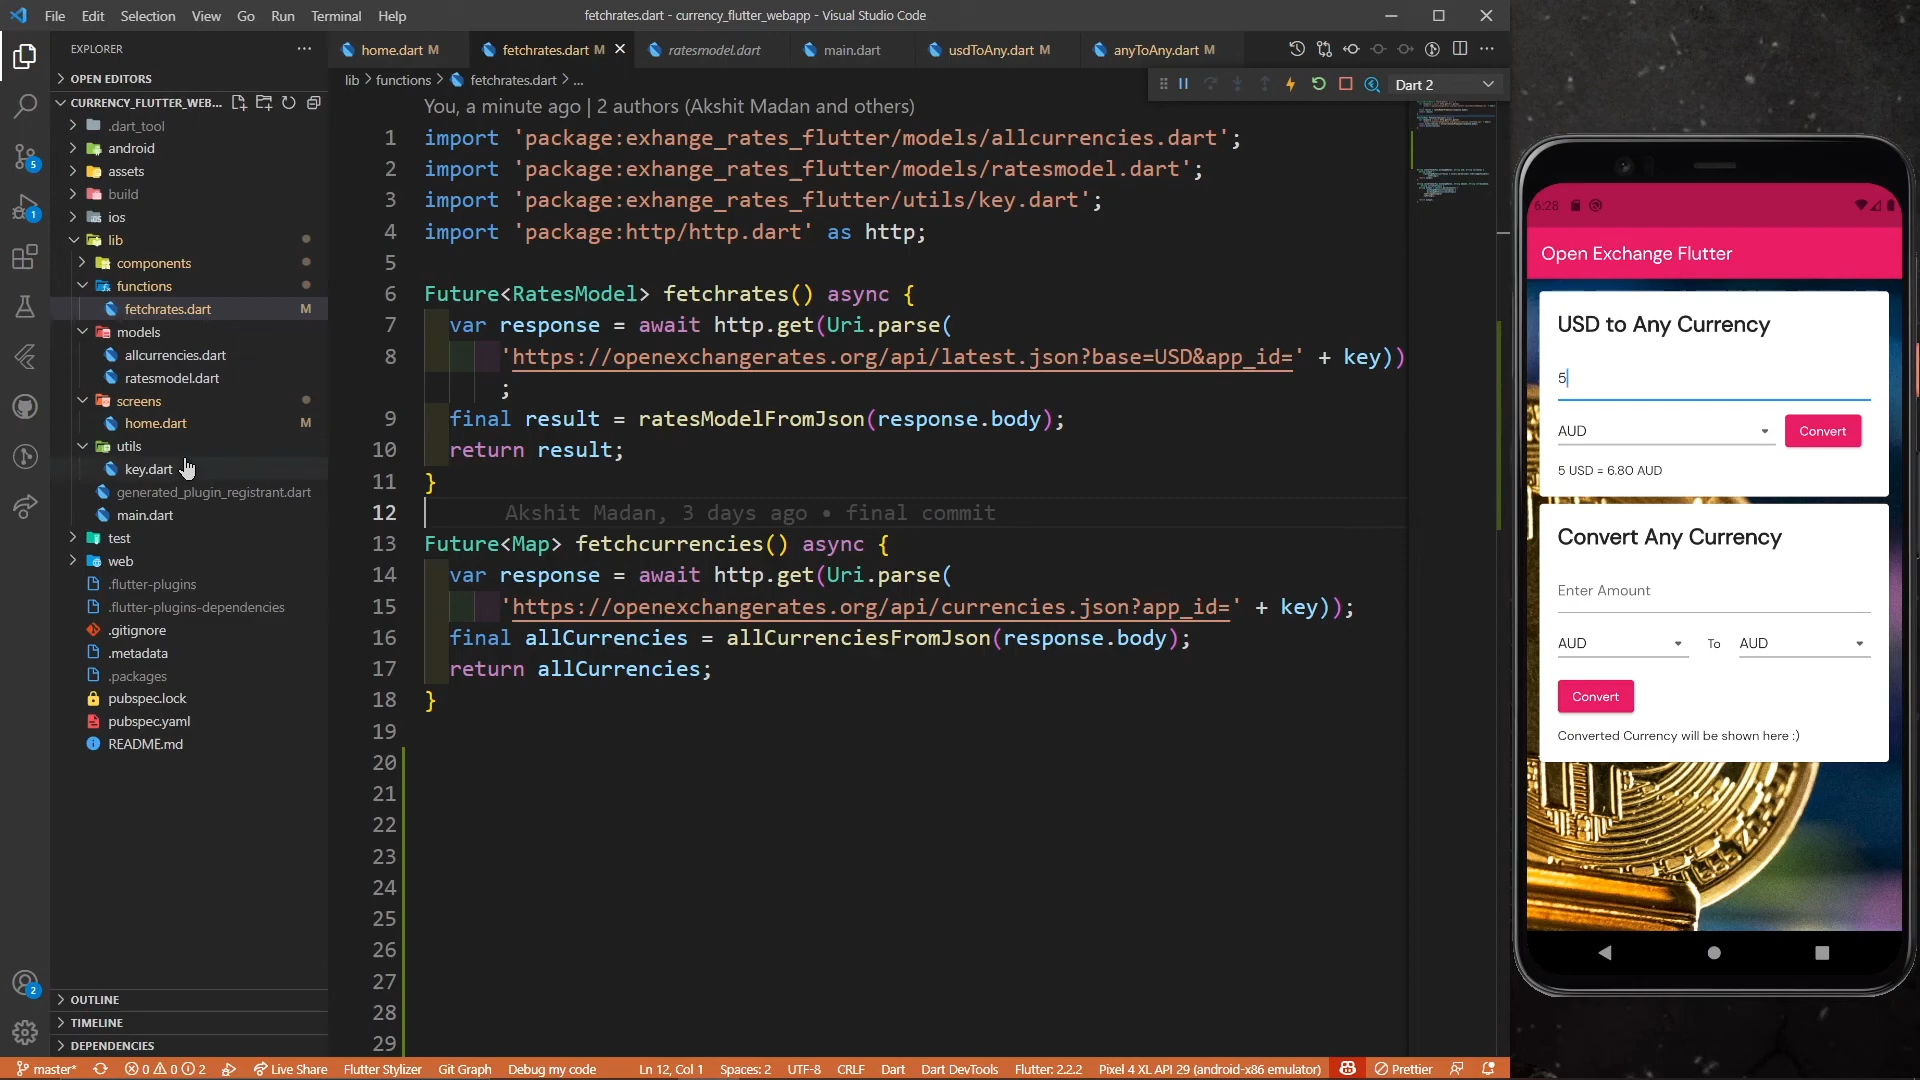 File Edit Selection View Go Run Terminal Help
fetchrates.dart - currency_flutter_webapp - Visual Studio Code
EXPLORER
OPEN EDITORS
CURRENCY_FLUTTER_WEB...
.dart_tool
android
assets
build
ios
lib
components
functions
fetchrates.dart M
models
allcurrencies.dart
ratesmodel.dart
screens
home.dart M
utils
key.dart
generated_plugin_registrant.dart
main.dart
test
web
.flutter-plugins
.flutter-plugins-dependencies
.gitignore
.metadata
.packages
pubspec.lock
pubspec.yaml
README.md
OUTLINE
TIMELINE
DEPENDENCIES
5
1
2
home.dart M fetchrates.dart M ratesmodel.dart main.dart usdToAny.dart M anyToAny.dart M
lib > functions > fetchrates.dart > ...
Dart 2
You, a minute ago | 2 authors (Akshit Madan and others)
1 import 'package:exhange_rates_flutter/models/allcurrencies.dart';
2 import 'package:exhange_rates_flutter/models/ratesmodel.dart';
3 import 'package:exhange_rates_flutter/utils/key.dart';
4 import 'package:http/http.dart' as http;
5
6 Future<RatesModel> fetchrates() async {
7 var response = await http.get(Uri.parse(
8 'https://openexchangerates.org/api/latest.json?base=USD&app_id=' + key))
;
9 final result = ratesModelFromJson(response.body);
10 return result;
11 }
12 Akshit Madan, 3 days ago • final commit
13 Future<Map> fetchcurrencies() async {
14 var response = await http.get(Uri.parse(
15 'https://openexchangerates.org/api/currencies.json?app_id=' + key));
16 final allCurrencies = allCurrenciesFromJson(response.body);
17 return allCurrencies;
18 }
19
20
21
22
23
24
25
26
27
28
29
master* 0 0 2 Live Share Flutter Stylizer Git Graph Debug my code Ln 12, Col 1 Spaces: 2 UTF-8 CRLF Dart Dart DevTools Flutter: 2.2.2 Pixel 4 XL API 29 (android-x86 emulator) Prettier
6:28
Open Exchange Flutter
USD to Any Currency
5
AUD Convert
5 USD = 6.80 AUD
Convert Any Currency
Enter Amount
AUD To AUD
Convert
Converted Currency will be shown here :)